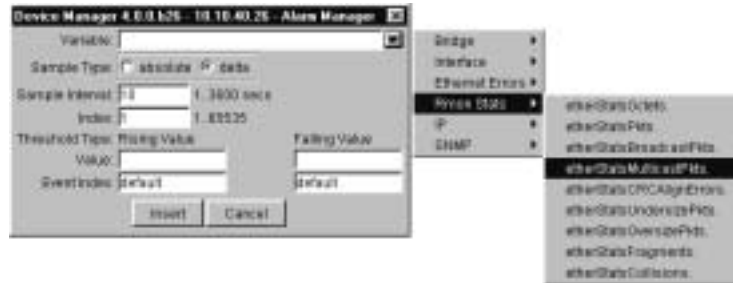 Device Manager 4.0.0.b26 - 10.10.40.26 - Alarm Manager
Variable:
Sample Type: absolute delta
Sample Interval: 10 1..3600 secs
Index: 1 1..65535
Threshold Type: Rising Value Falling Value
Value:
Event Index: default default
Insert Cancel
Bridge
Interface
Ethernet Errors
Rmon Stats
IP
SNMP
etherStatsOctets.
etherStatsPkts.
etherStatsBroadcastPkts.
etherStatsMulticastPkts.
etherStatsCRCAlignErrors.
etherStatsUndersizePkts.
etherStatsOversizePkts.
etherStatsFragments.
etherStatsCollisions.